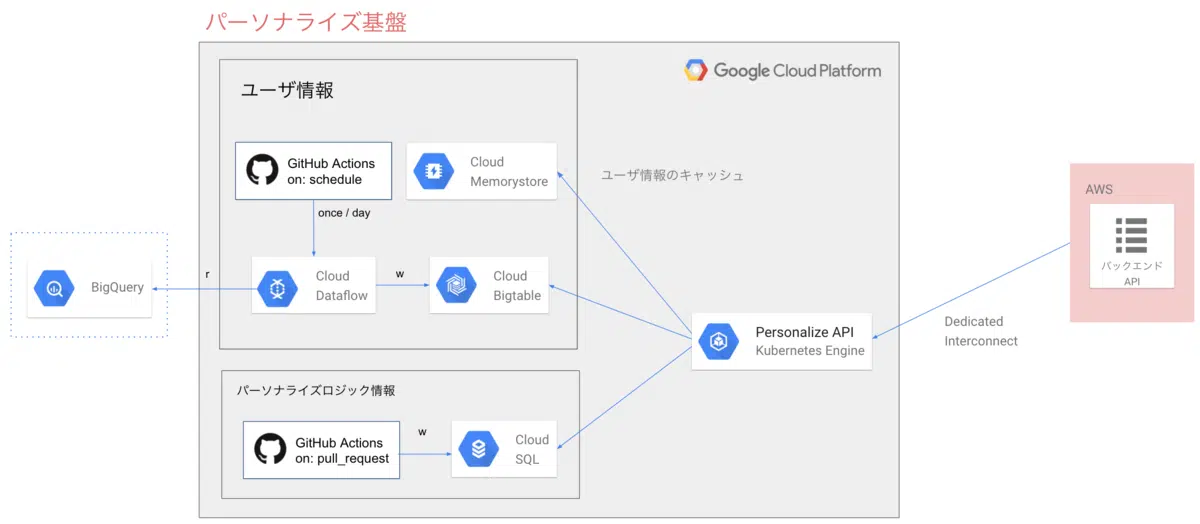 パーソナライズ基盤
Google Cloud Platform
ユーザ情報
GitHub Actions
on: schedule
Cloud
Memorystore
ユーザ情報のキャッシュ
once / day
BigQuery
r
Cloud
Dataflow
w
Cloud
Bigtable
Personalize API
Kubernetes Engine
Dedicated
Interconnect
AWS
バックエンド
API
パーソナライズロジック情報
GitHub Actions
on: pull_request
w
Cloud
SQL